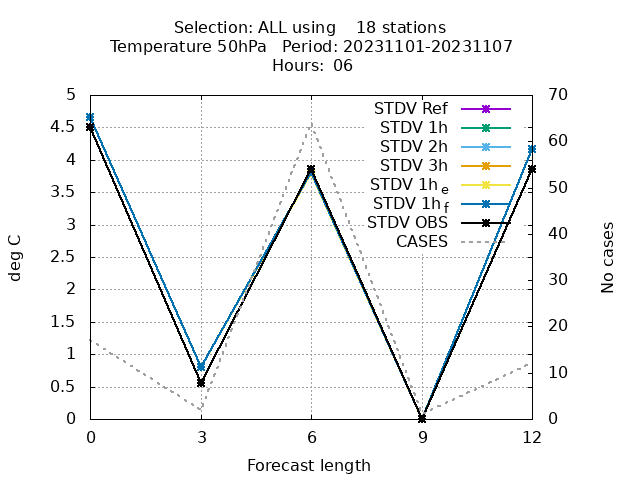 Selection: ALL using    18 stations
Temperature 50hPa   Period: 20231101-20231107
Hours:  06
5
4.5
4
3.5
3
2.5
2
1.5
1
0.5
0
70
60
50
40
30
20
10
0
STDV Ref
STDV 1h
STDV 2h
STDV 3h
STDV 1h e
STDV 1h f
STDV OBS
CASES
deg C
No cases
0 3 6 9 12
Forecast length